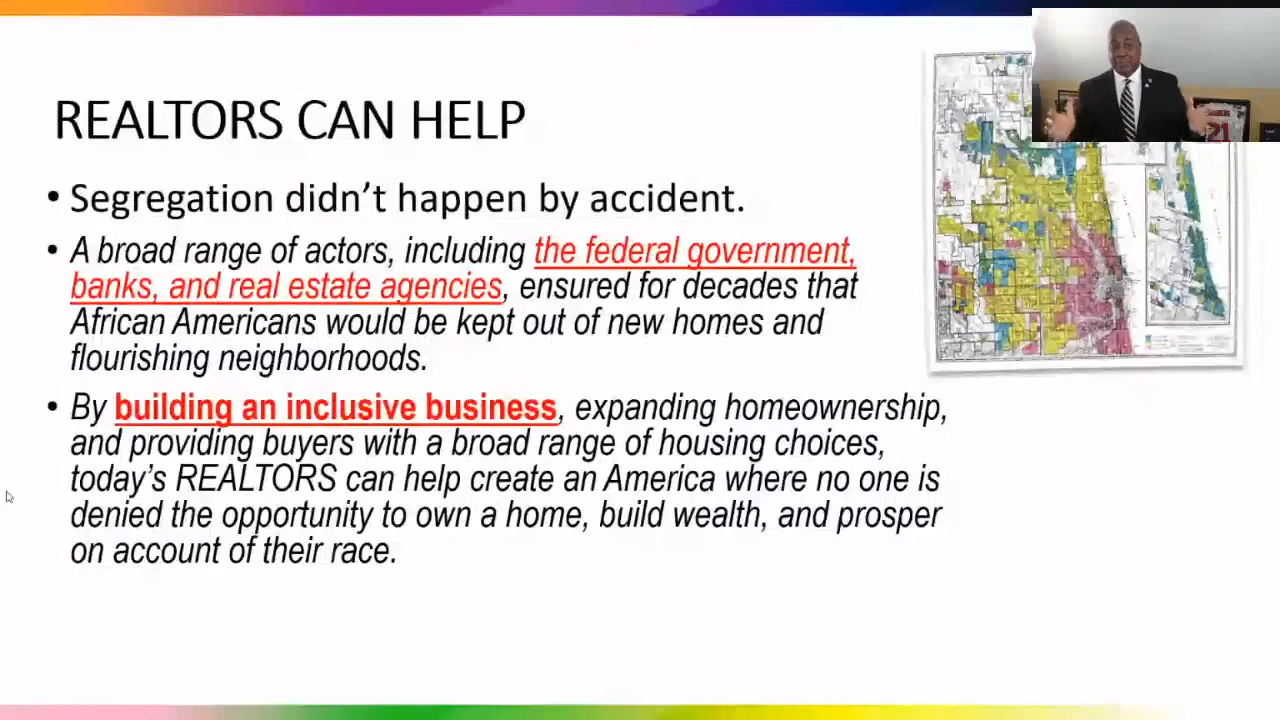 REALTORS CAN HELP
• Segregation didn’t happen by accident.
• A broad range of actors, including the federal government,
banks, and real estate agencies, ensured for decades that
African Americans would be kept out of new homes and
flourishing neighborhoods.
• By building an inclusive business, expanding homeownership,
and providing buyers with a broad range of housing choices,
today’s REALTORS can help create an America where no one is
denied the opportunity to own a home, build wealth, and prosper
on account of their race.
21